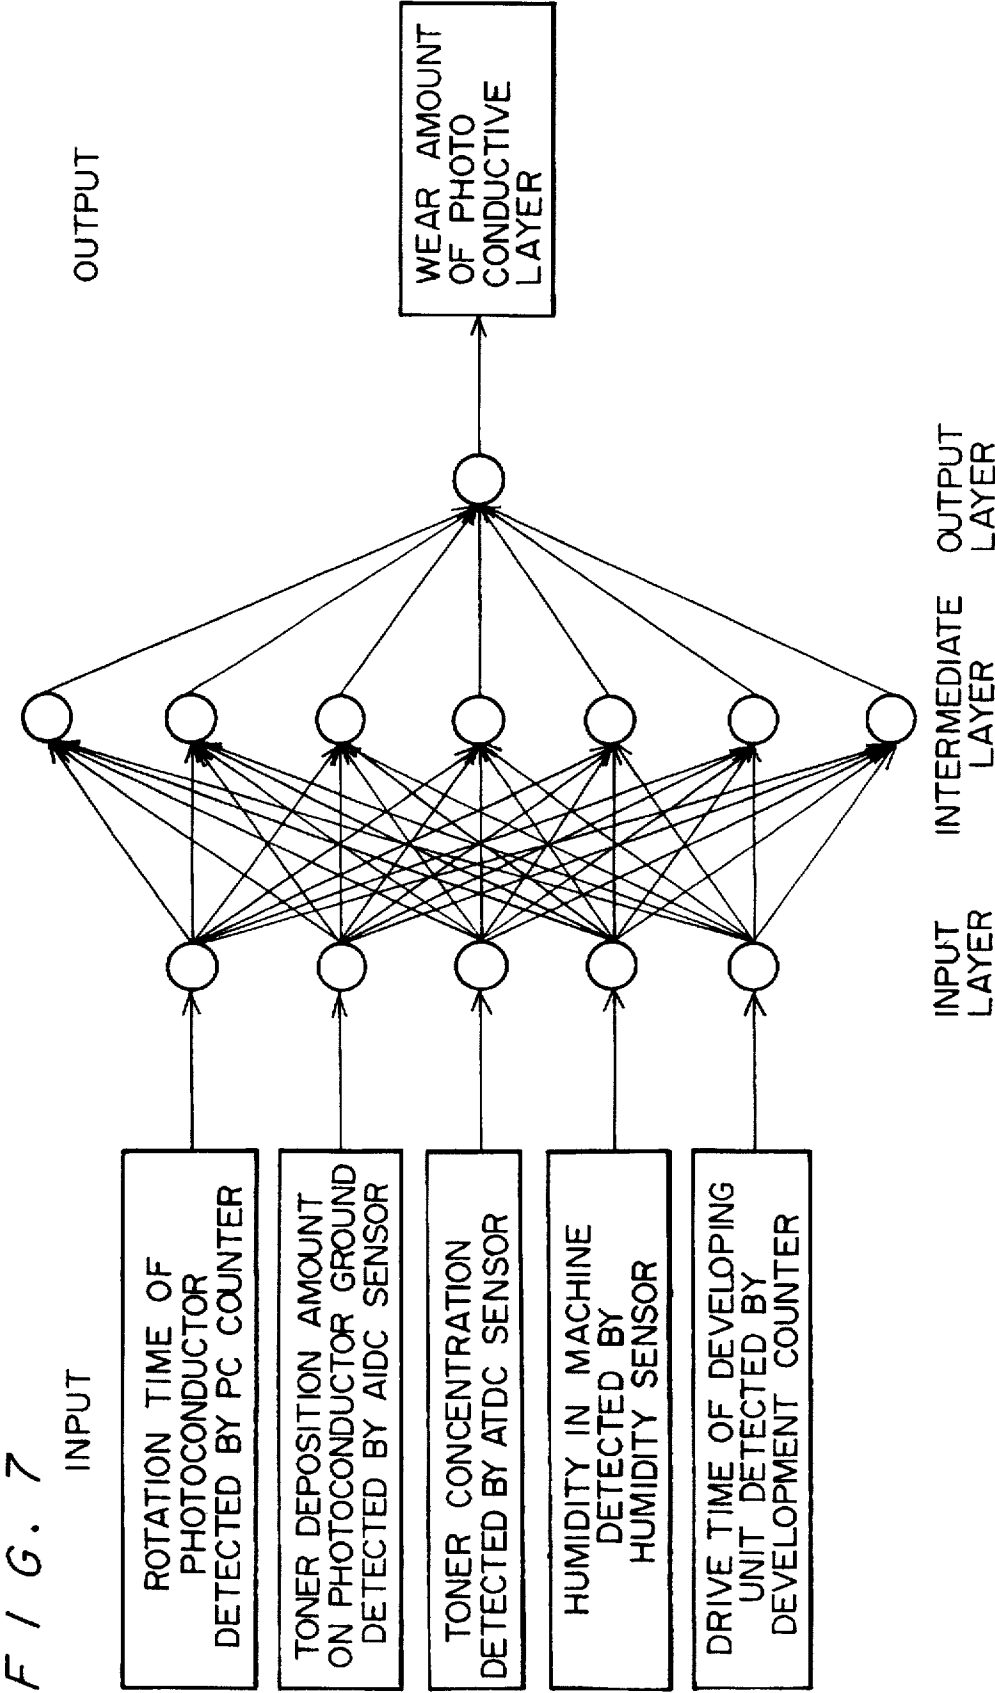 FIG. 7
INPUT
OUTPUT
ROTATION TIME OF
PHOTOCONDUCTOR
DETECTED BY PC COUNTER
TONER DEPOSITION AMOUNT
ON PHOTOCONDUCTOR GROUND
DETECTED BY AIDC SENSOR
TONER CONCENTRATION
DETECTED BY ATDC SENSOR
HUMIDITY IN MACHINE
DETECTED BY
HUMIDITY SENSOR
DRIVE TIME OF DEVELOPING
UNIT DETECTED BY
DEVELOPMENT COUNTER
WEAR AMOUNT
OF PHOTO
CONDUCTIVE
LAYER
INPUT
LAYER
INTERMEDIATE
LAYER
OUTPUT
LAYER